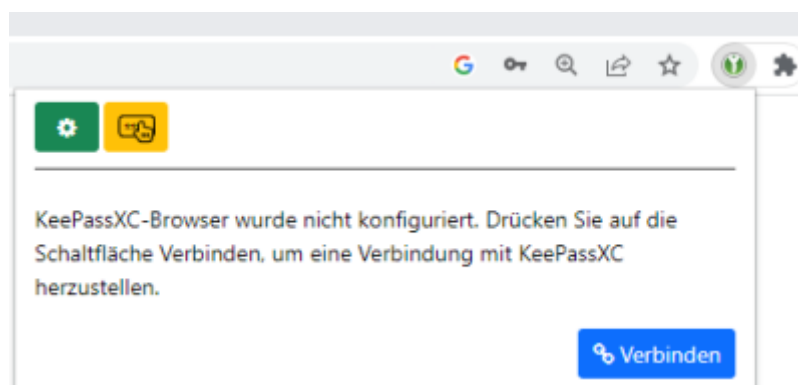 KeePassXC-Browser wurde nicht konfiguriert. Drücken Sie auf die
Schaltfläche Verbinden, um eine Verbindung mit KeePassXC
herzustellen.
Verbinden